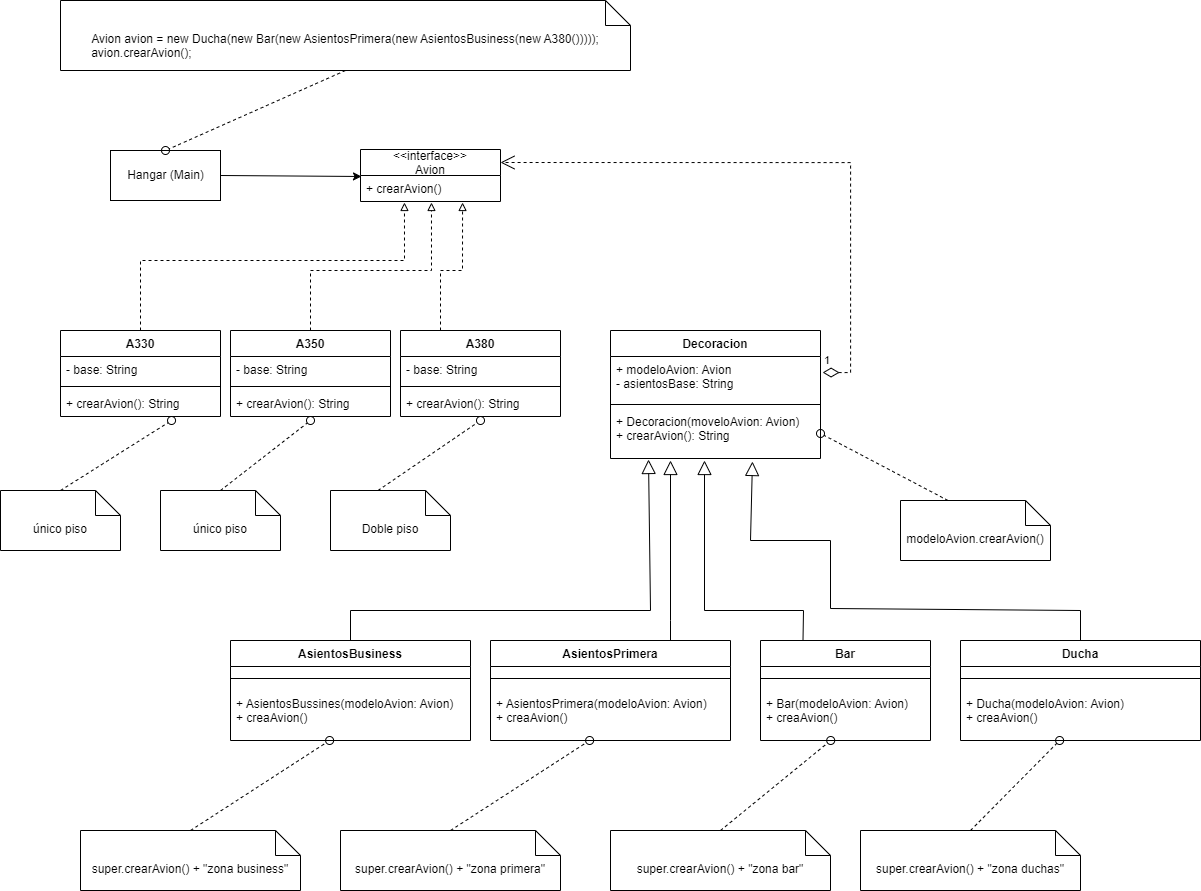 Avion avion = new Ducha(new Bar(new AsientosPrimera(new AsientosBusiness(new A380()))));
avion.crearAvion();
Hangar (Main)
<<interface>>
Avion
+ crearAvion()
A330
- base: String
+ crearAvion(): String
A350
- base: String
+ crearAvion(): String
A380
- base: String
+ crearAvion(): String
Decoracion
+ modeloAvion: Avion
- asientosBase: String
+ Decoracion(moveloAvion: Avion)
+ crearAvion(): String
1
único piso
único piso
Doble piso
modeloAvion.crearAvion()
AsientosBusiness
+ AsientosBussines(modeloAvion: Avion)
+ creaAvion()
AsientosPrimera
+ AsientosPrimera(modeloAvion: Avion)
+ creaAvion()
Bar
+ Bar(modeloAvion: Avion)
+ creaAvion()
Ducha
+ Ducha(modeloAvion: Avion)
+ creaAvion()
super.crearAvion() + "zona business"
super.crearAvion() + "zona primera"
super.crearAvion() + "zona bar"
super.crearAvion() + "zona duchas"